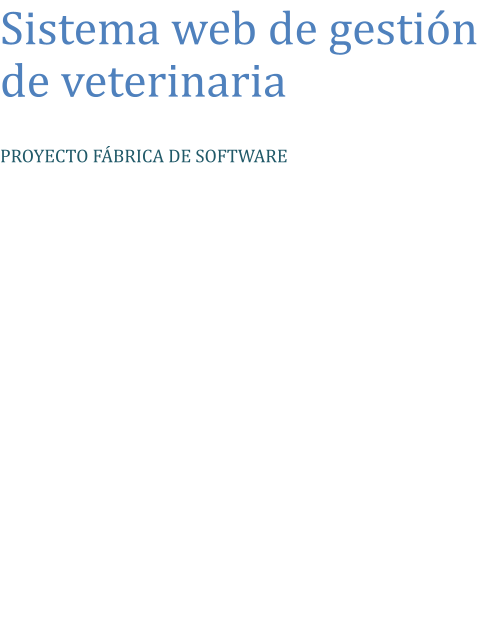 Sistema web de gestión
de veterinaria
PROYECTO FÁBRICA DE SOFTWARE